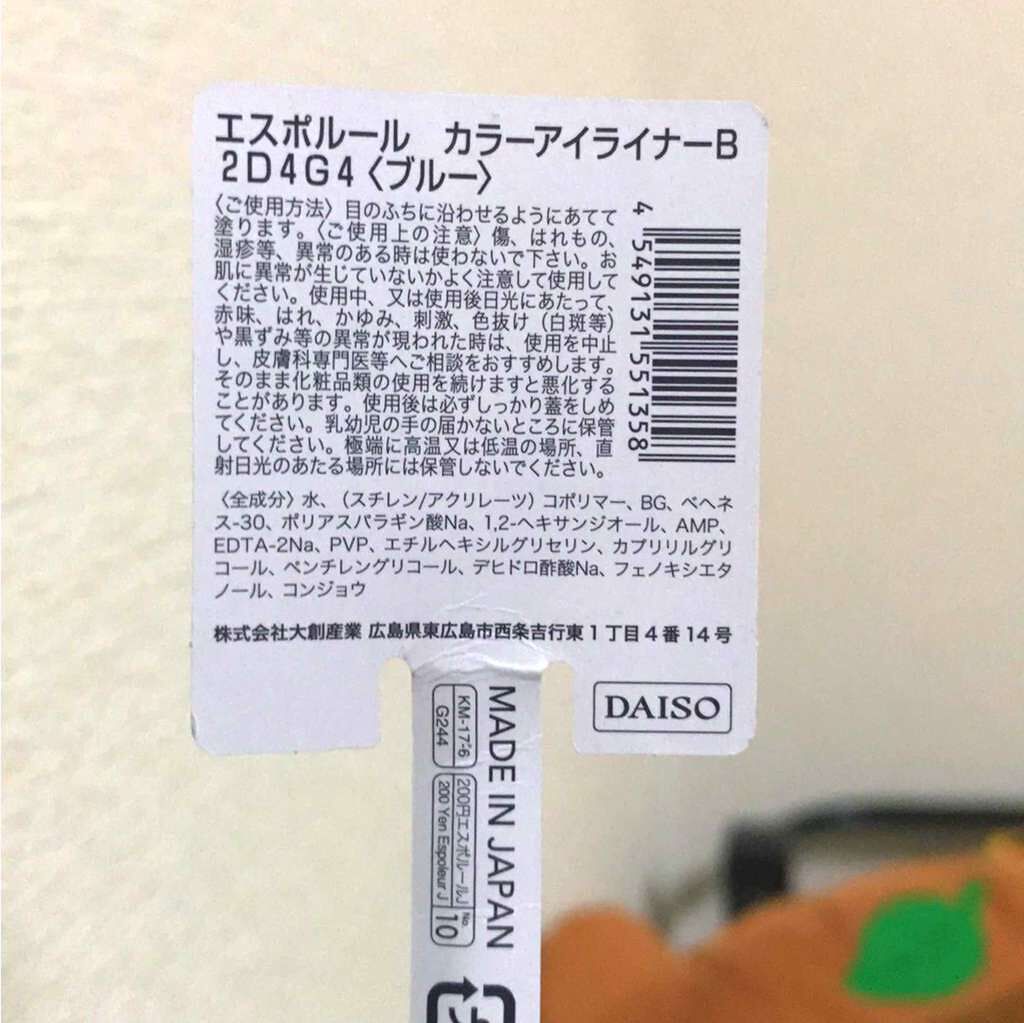 エスポルール カラーアイライナーB
2D4G4〈ブルー〉
〈ご使用方法〉目のふちに沿わせるようにあてて
塗ります。〈ご使用上の注意〉傷、はれもの、
湿疹等、異常のある時は使わないで下さい。お
肌に異常が生じていないかよく注意して使用して
ください。使用中、又は使用後日光にあたって、
赤味、はれ、かゆみ、刺激、色抜け（白斑等）
や黒ずみ等の異常が現われた時は、使用を中止
し、皮膚科専門医等へご相談をおすすめします。
そのまま化粧品類の使用を続けますと悪化する
ことがあります。使用後は必ずしっかり蓋をしめ
てください。乳幼児の手の届かないところに保管
してください。極端に高温又は低温の場所、直
射日光のあたる場所には保管しないでください。
4 549131 551358
〈全成分〉水、（スチレン/アクリレーツ）コポリマー、BG、ベヘネ
ス-30、ポリアスパラギン酸Na、1,2-ヘキサンジオール、AMP、
EDTA-2Na、PVP、エチルヘキシルグリセリン、カプリリルグリ
コール、ペンチレングリコール、デヒドロ酢酸Na、フェノキシエタ
ノール、コンジョウ
株式会社大創産業 広島県東広島市西条吉行東1丁目4番14号
DAISO
MADE IN JAPAN
KM-17-6
G244
200円エスポルールJ
200 Yen Espoleur J
No
10